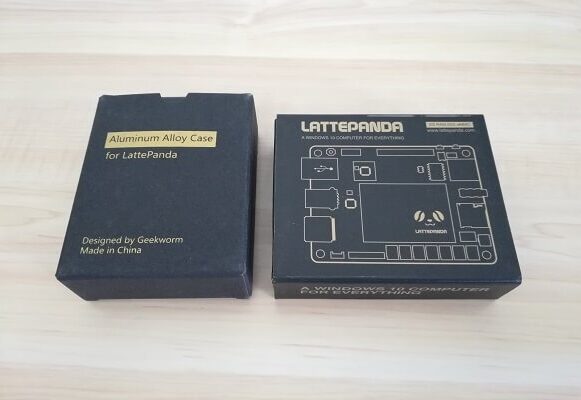 Aluminum Alloy Case
for LattePanda
Designed by Geekworm
Made in China
LATTEPANDA
A WINDOWS 10 COMPUTER FOR EVERYTHING
www.lattepanda.com
LATTEPANDA
A WINDOWS 10 COMPUTER
FOR EVERYTHING